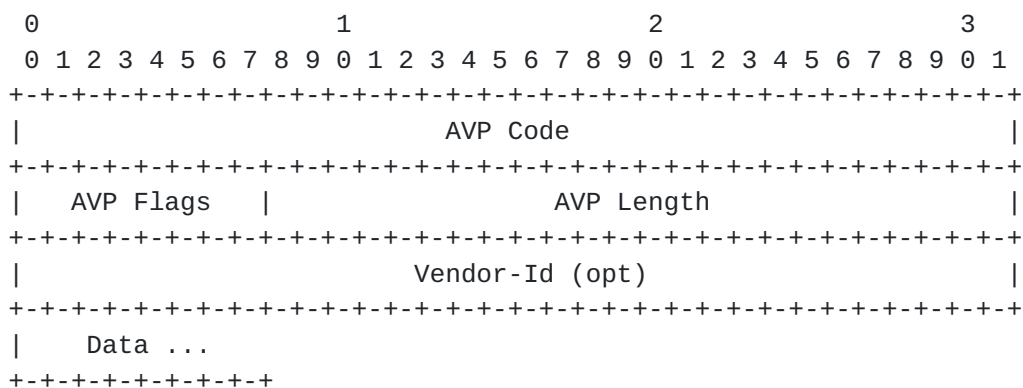 0                   1                   2                   3
 0 1 2 3 4 5 6 7 8 9 0 1 2 3 4 5 6 7 8 9 0 1 2 3 4 5 6 7 8 9 0 1
+-+-+-+-+-+-+-+-+-+-+-+-+-+-+-+-+-+-+-+-+-+-+-+-+-+-+-+-+-+-+-+-+
|                           AVP Code                            |
+-+-+-+-+-+-+-+-+-+-+-+-+-+-+-+-+-+-+-+-+-+-+-+-+-+-+-+-+-+-+-+-+
|   AVP Flags   |                  AVP Length                   |
+-+-+-+-+-+-+-+-+-+-+-+-+-+-+-+-+-+-+-+-+-+-+-+-+-+-+-+-+-+-+-+-+
|                         Vendor-Id (opt)                       |
+-+-+-+-+-+-+-+-+-+-+-+-+-+-+-+-+-+-+-+-+-+-+-+-+-+-+-+-+-+-+-+-+
|    Data ...
+-+-+-+-+-+-+-+-+